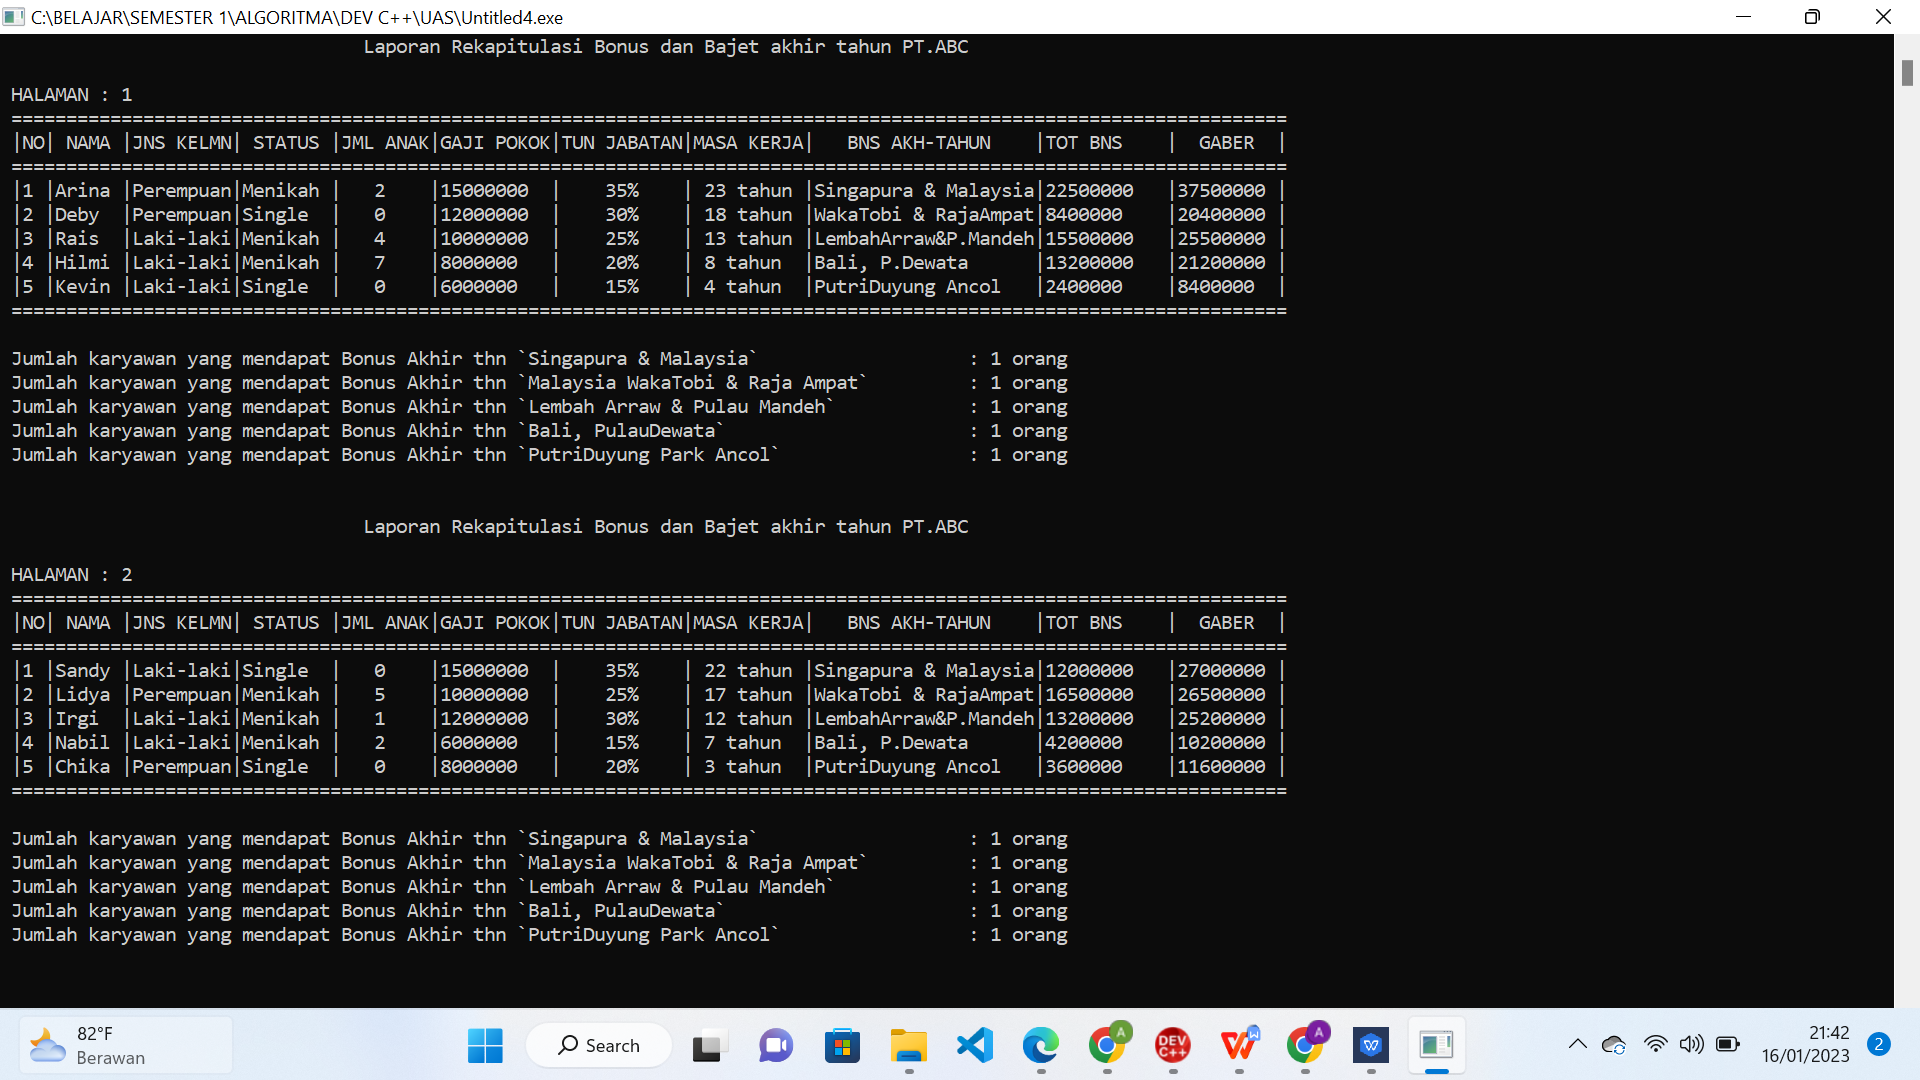 C:\BELAJAR\SEMESTER 1\ALGORITMA\DEV C++\UAS\Untitled4.exe
Laporan Rekapitulasi Bonus dan Bajet akhir tahun PT.ABC
HALAMAN : 1
====================================================================================================================
|NO| NAMA |JNS KELMN| STATUS |JML ANAK|GAJI POKOK|TUN JABATAN|MASA KERJA|   BNS AKH-TAHUN    |TOT BNS    |  GABER  |
====================================================================================================================
|1 |Arina |Perempuan|Menikah |   2    |15000000  |    35%    | 23 tahun |Singapura & Malaysia|22500000   |37500000 |
|2 |Deby  |Perempuan|Single  |   0    |12000000  |    30%    | 18 tahun |WakaTobi & RajaAmpat|8400000    |20400000 |
|3 |Rais  |Laki-laki|Menikah |   4    |10000000  |    25%    | 13 tahun |LembahArraw&P.Mandeh|15500000   |25500000 |
|4 |Hilmi |Laki-laki|Menikah |   7    |8000000   |    20%    | 8 tahun  |Bali, P.Dewata      |13200000   |21200000 |
|5 |Kevin |Laki-laki|Single  |   0    |6000000   |    15%    | 4 tahun  |PutriDuyung Ancol   |2400000    |8400000  |
====================================================================================================================
Jumlah karyawan yang mendapat Bonus Akhir thn `Singapura & Malaysia`                   : 1 orang
Jumlah karyawan yang mendapat Bonus Akhir thn `Malaysia WakaTobi & Raja Ampat`         : 1 orang
Jumlah karyawan yang mendapat Bonus Akhir thn `Lembah Arraw & Pulau Mandeh`            : 1 orang
Jumlah karyawan yang mendapat Bonus Akhir thn `Bali, PulauDewata`                      : 1 orang
Jumlah karyawan yang mendapat Bonus Akhir thn `PutriDuyung Park Ancol`                 : 1 orang
Laporan Rekapitulasi Bonus dan Bajet akhir tahun PT.ABC
HALAMAN : 2
====================================================================================================================
|NO| NAMA |JNS KELMN| STATUS |JML ANAK|GAJI POKOK|TUN JABATAN|MASA KERJA|   BNS AKH-TAHUN    |TOT BNS    |  GABER  |
====================================================================================================================
|1 |Sandy |Laki-laki|Single  |   0    |15000000  |    35%    | 22 tahun |Singapura & Malaysia|12000000   |27000000 |
|2 |Lidya |Perempuan|Menikah |   5    |10000000  |    25%    | 17 tahun |WakaTobi & RajaAmpat|16500000   |26500000 |
|3 |Irgi  |Laki-laki|Menikah |   1    |12000000  |    30%    | 12 tahun |LembahArraw&P.Mandeh|13200000   |25200000 |
|4 |Nabil |Laki-laki|Menikah |   2    |6000000   |    15%    | 7 tahun  |Bali, P.Dewata      |4200000    |10200000 |
|5 |Chika |Perempuan|Single  |   0    |8000000   |    20%    | 3 tahun  |PutriDuyung Ancol   |3600000    |11600000 |
====================================================================================================================
Jumlah karyawan yang mendapat Bonus Akhir thn `Singapura & Malaysia`                   : 1 orang
Jumlah karyawan yang mendapat Bonus Akhir thn `Malaysia WakaTobi & Raja Ampat`         : 1 orang
Jumlah karyawan yang mendapat Bonus Akhir thn `Lembah Arraw & Pulau Mandeh`            : 1 orang
Jumlah karyawan yang mendapat Bonus Akhir thn `Bali, PulauDewata`                      : 1 orang
Jumlah karyawan yang mendapat Bonus Akhir thn `PutriDuyung Park Ancol`                 : 1 orang
82°F
Berawan
Search
A
DEV C++
W
A
21:42
16/01/2023
2